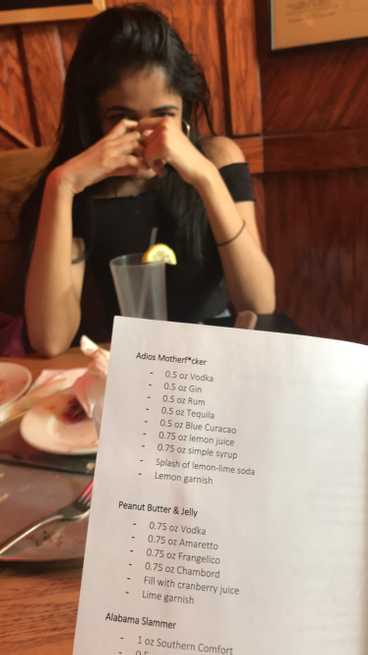 Adios Motherf*cker
- 0.5 oz Vodka
- 0.5 oz Gin
- 0.5 oz Rum
- 0.5 oz Tequila
- 0.5 oz Blue Curacao
- 0.75 oz lemon juice
- 0.75 oz simple syrup
- Splash of lemon-lime soda
- Lemon garnish
Peanut Butter & Jelly
- 0.75 oz Vodka
- 0.75 oz Amaretto
- 0.75 oz Frangelico
- 0.75 oz Chambord
- Fill with cranberry juice
- Lime garnish
Alabama Slammer
- 1 oz Southern Comfort